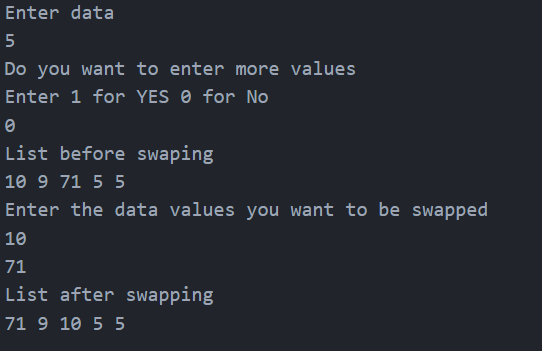 Enter data
5
Do you want to enter more values
Enter 1 for YES 0 for No
0
List before swaping
10 9 71 5 5
Enter the data values you want to be swapped
10
71
List after swapping
71 9 10 5 5